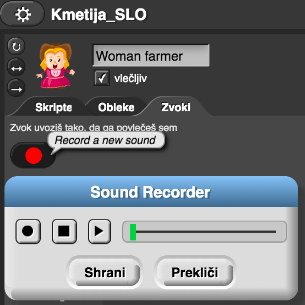 Kmetija_SLO
Woman farmer
vlečljiv
Skripte Obleke Zvoki
Zvok uvoziš tako, da ga povlečeš sem
Record a new sound
Sound Recorder
Shrani Prekliči